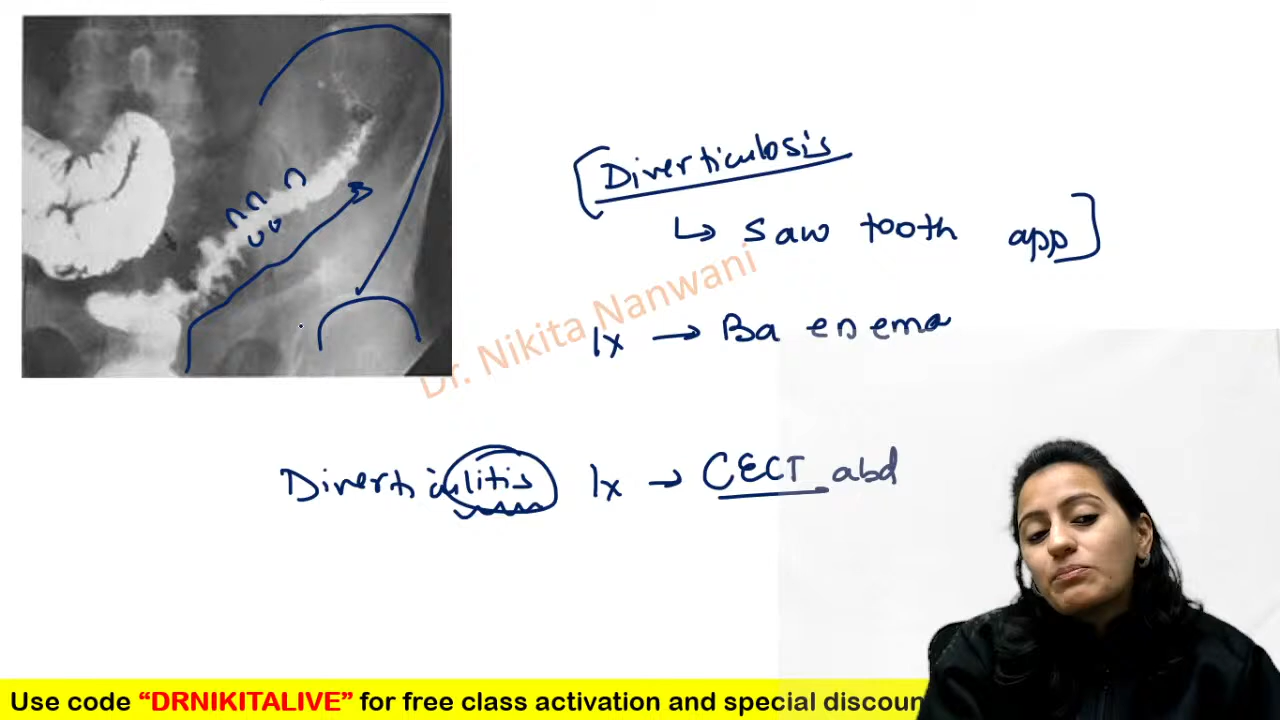 Diverticulosis
↳ Saw tooth app
Ix → Ba enema
Dr. Nikita Nanwani
Diverticulitis Ix → CECT abd
Use code “DRNIKITALIVE” for free class activation and special discoun